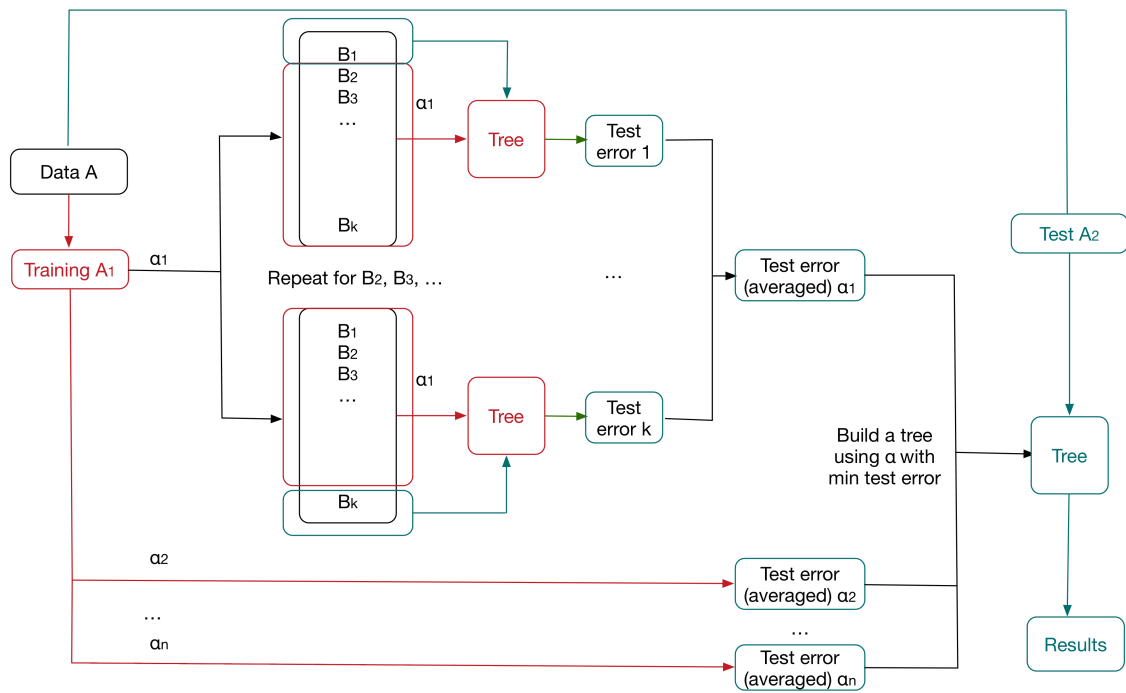 B1
B2
B3
...
Bk
α1
Tree
Test
error 1
Data A
Training A1
α1
Test A2
Repeat for B2, B3, ...
...
Test error
(averaged) α1
B1
B2
B3
...
Bk
α1
Tree
Test
error k
Build a tree
using α with
min test error
Tree
α2
Test error
(averaged) α2
...
...
αn
Test error
(averaged) αn
Results